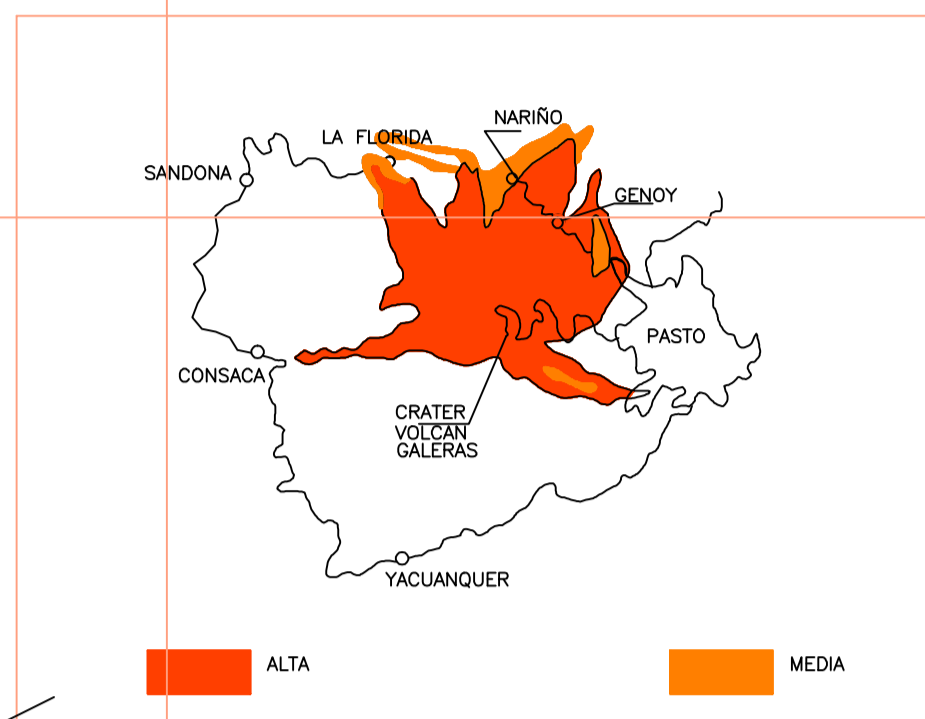 NARIÑO
LA FLORIDA
SANDONA
GENOY
PASTO
CONSACA
CRATER
VOLCAN
GALERAS
YACUANQUER
ALTA
MEDIA